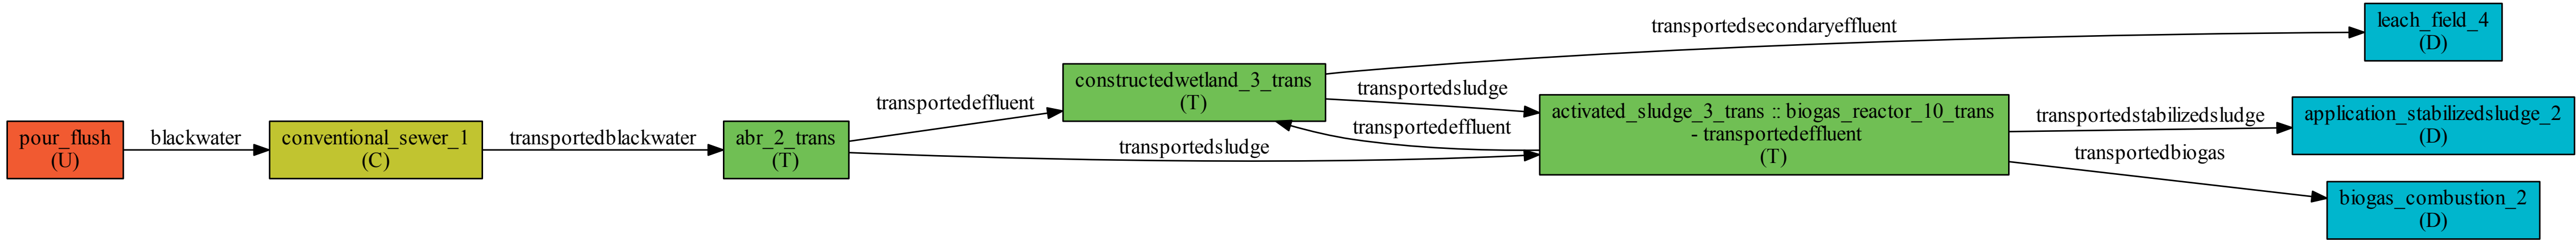 pour_flush
(U)
blackwater
conventional_sewer_1
(C)
transportedblackwater
abr_2_trans
(T)
transportedeffluent
transportedsludge
constructedwetland_3_trans
(T)
transportedsecondaryeffluent
transportedsludge
transportedeffluent
activated_sludge_3_trans :: biogas_reactor_10_trans
- transportedeffluent
(T)
transportedstabilizedsludge
transportedbiogas
leach_field_4
(D)
application_stabilizedsludge_2
(D)
biogas_combustion_2
(D)